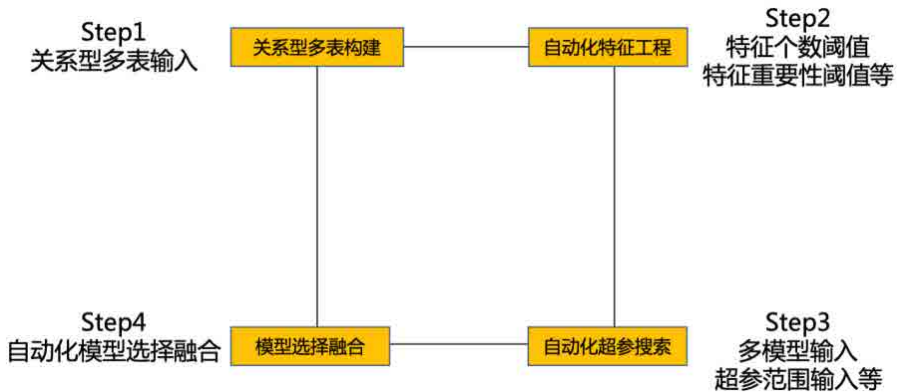 Step1
关系型多表输入
关系型多表构建
自动化特征工程
Step2
特征个数阈值
特征重要性阈值等
Step4
自动化模型选择融合
模型选择融合
自动化超参搜索
Step3
多模型输入
超参范围输入等